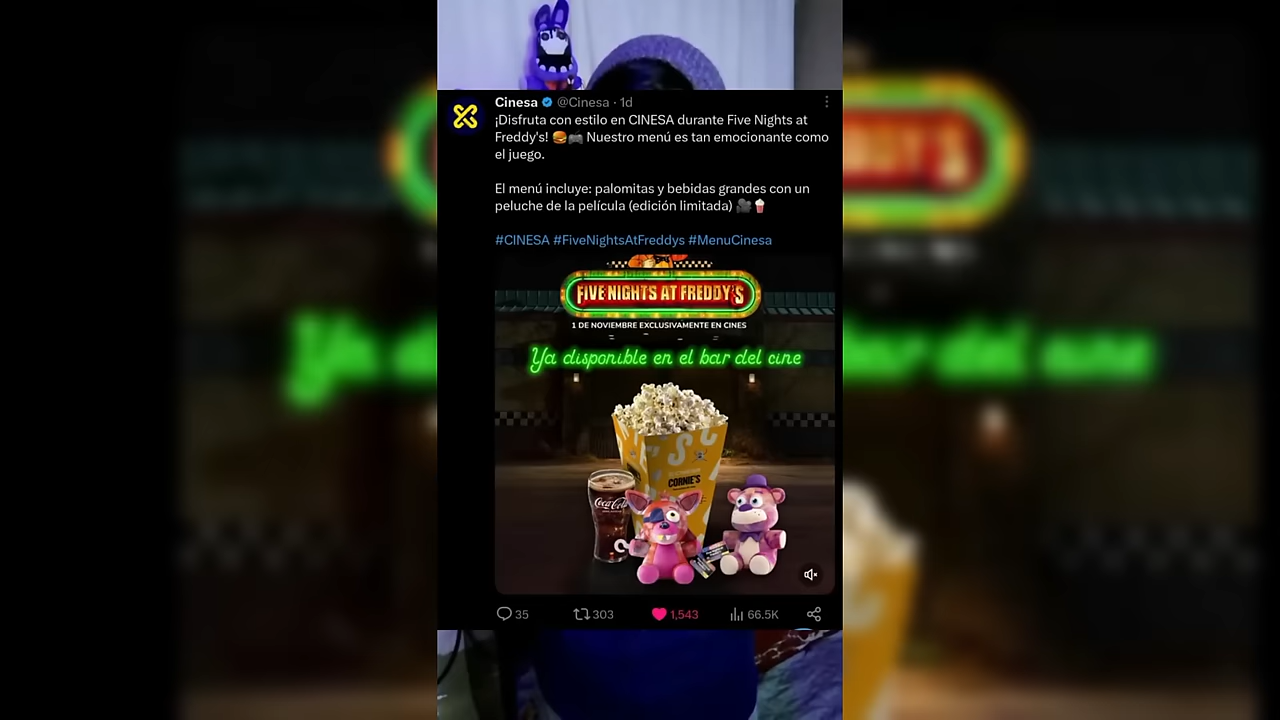 Cinesa @Cinesa · 1d
¡Disfruta con estilo en CINESA durante Five Nights at
Freddy's! 🍔🎮 Nuestro menú es tan emocionante como
el juego.
El menú incluye: palomitas y bebidas grandes con un
peluche de la película (edición limitada) 🎥🍿
#CINESA #FiveNightsAtFreddys #MenuCinesa
FIVE NIGHTS AT FREDDY'S
1 DE NOVIEMBRE EXCLUSIVAMENTE EN CINES
Ya disponible en el bar del cine
CORNIE'S
Coca-Cola
35 303 1,543 66.5K